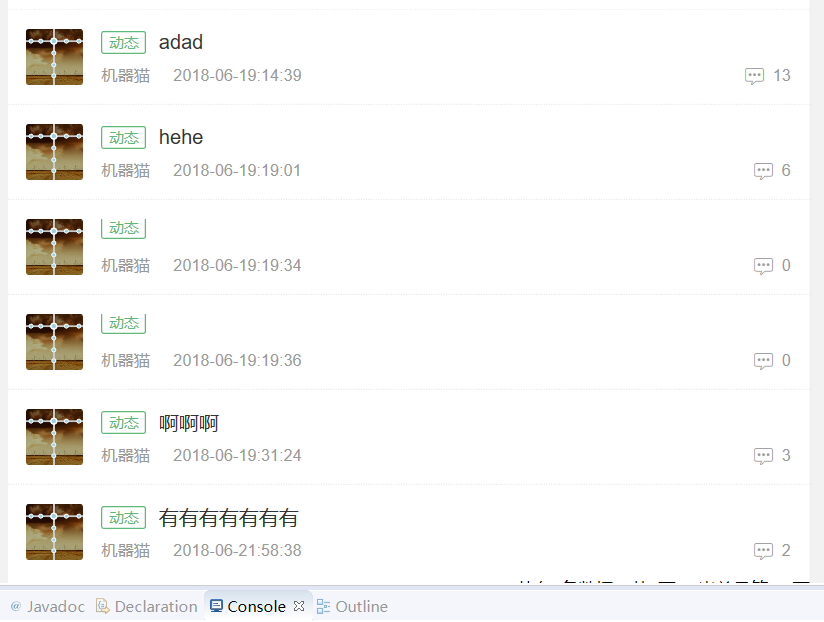 动态 adad
机器猫 2018-06-19:14:39 13
动态 hehe
机器猫 2018-06-19:19:01 6
动态
机器猫 2018-06-19:19:34 0
动态
机器猫 2018-06-19:19:36 0
动态 啊啊啊
机器猫 2018-06-19:31:24 3
动态 有有有有有有有
机器猫 2018-06-21:58:38 2
@ Javadoc Declaration Console Outline